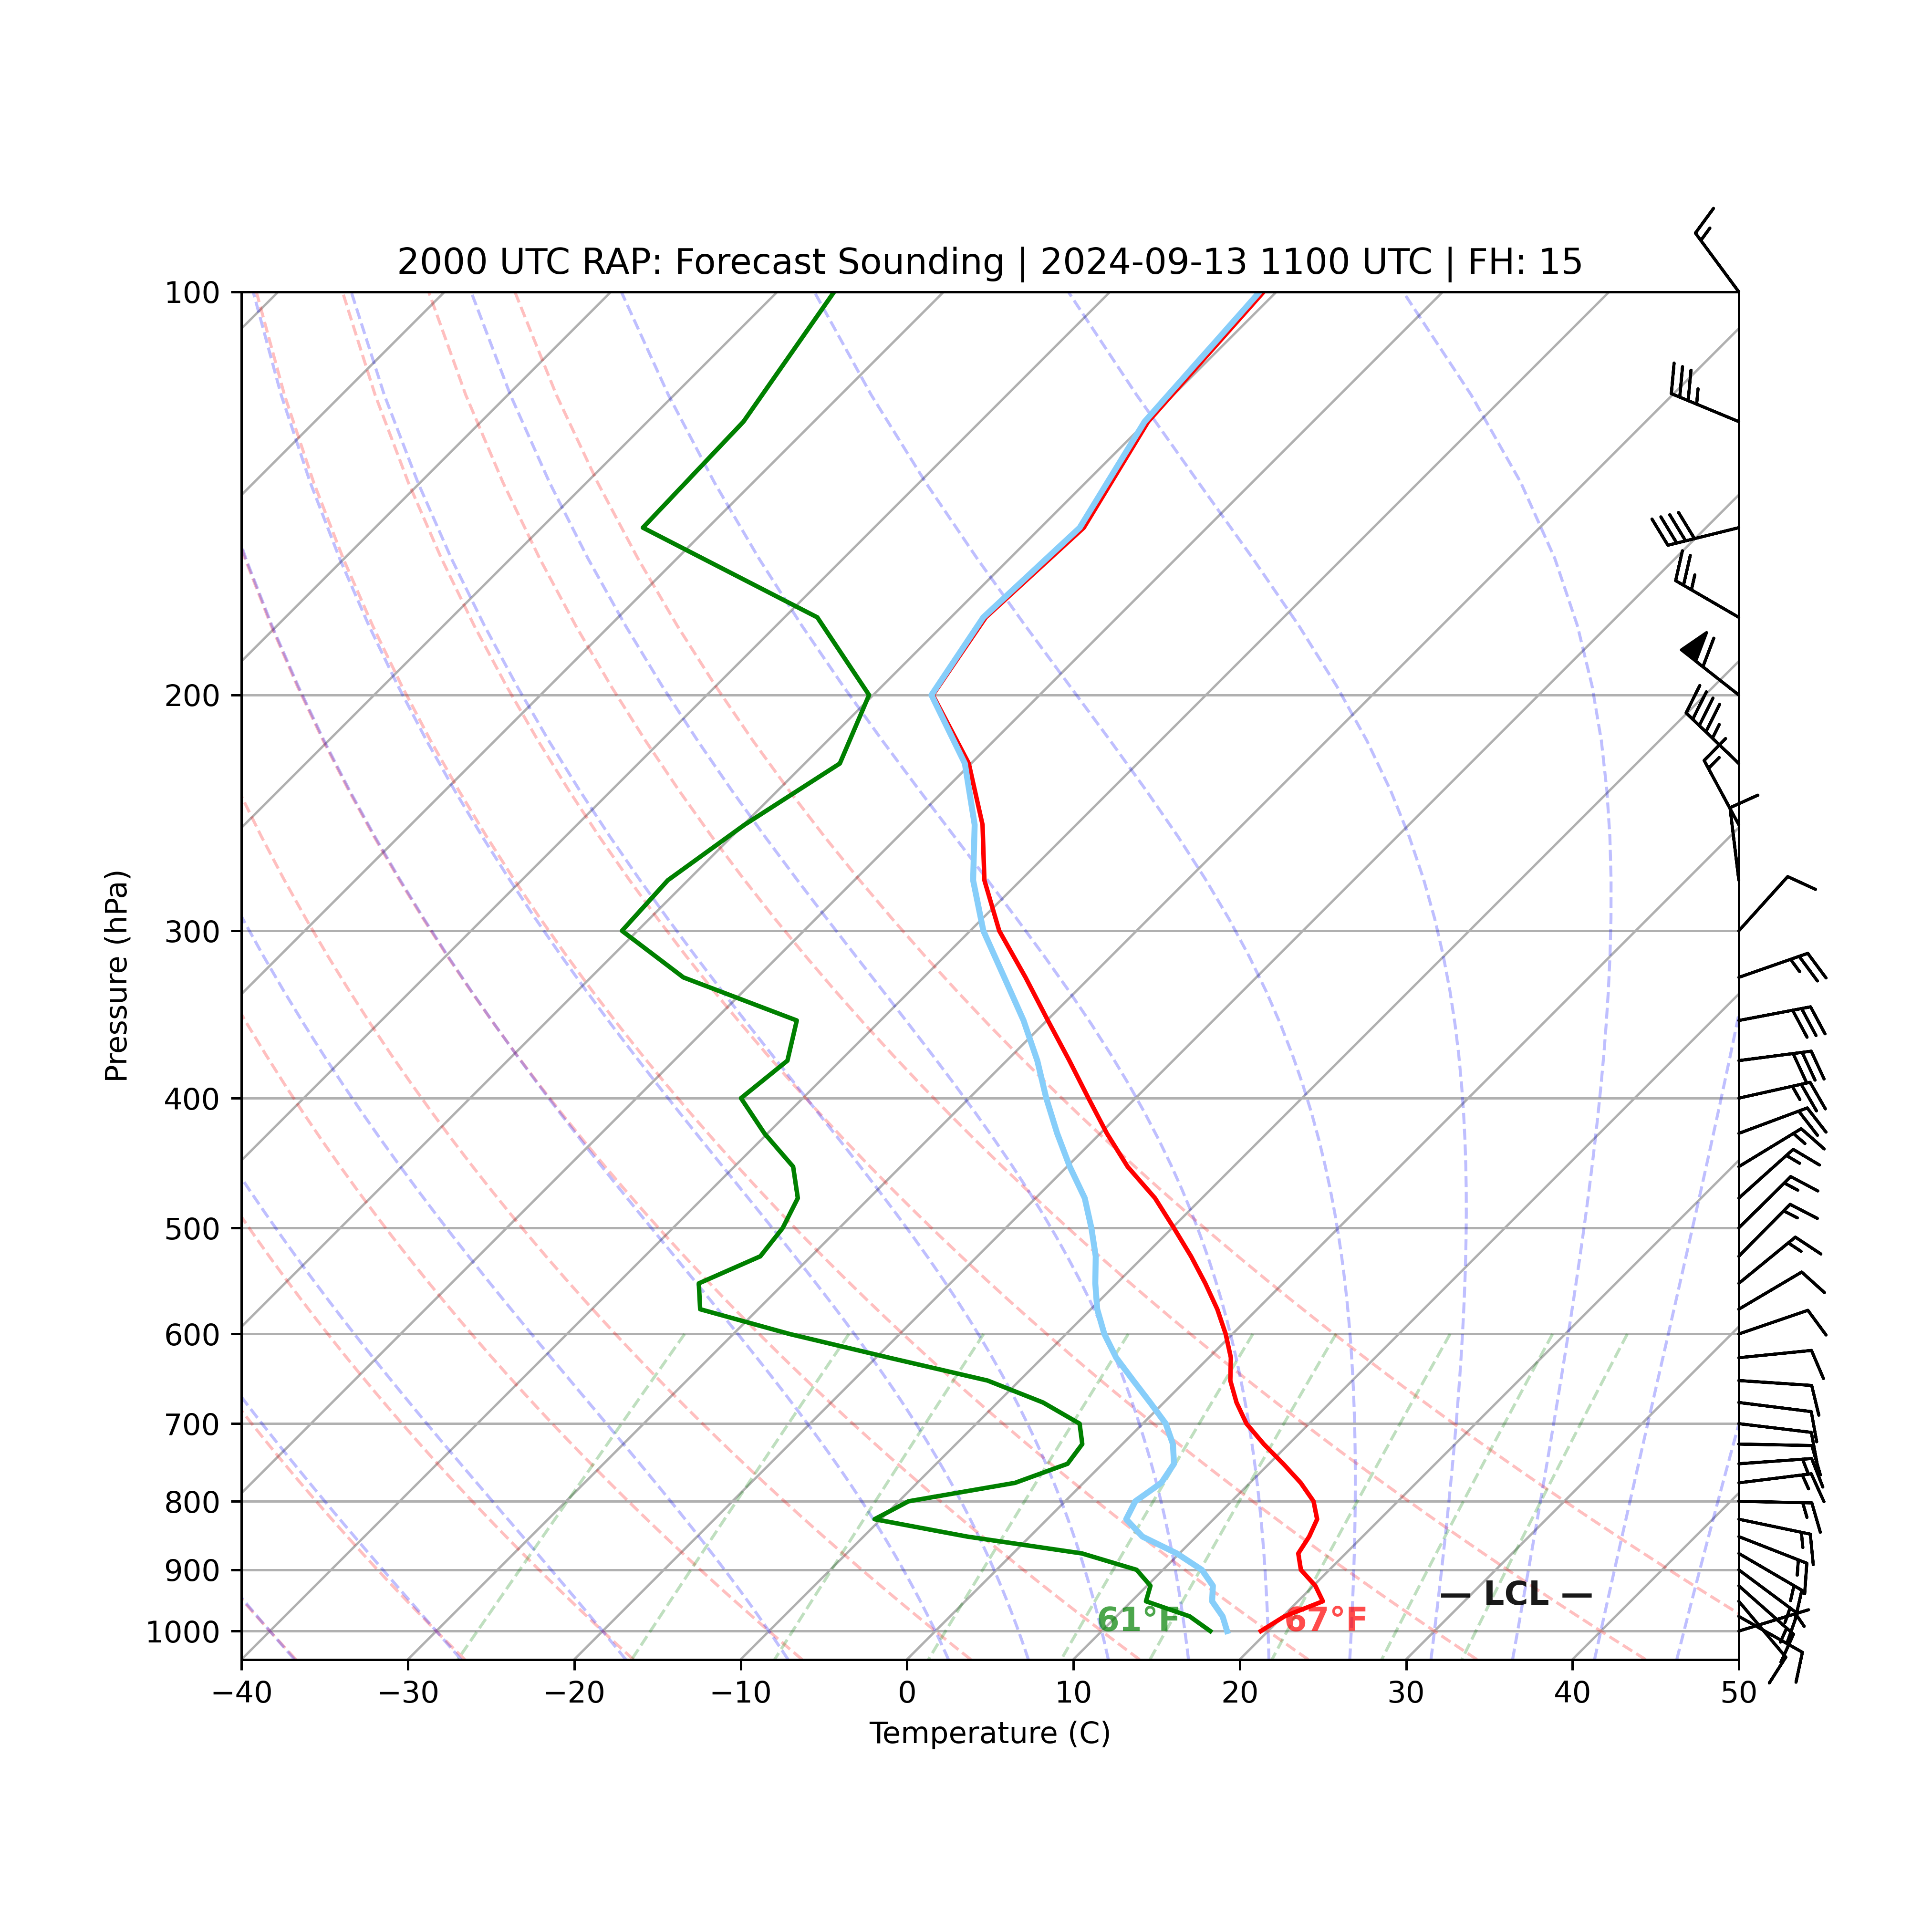 2000 UTC RAP: Forecast Sounding | 2024-09-13 1100 UTC | FH: 15
100
200
300
400
500
600
700
800
900
1000
Pressure (hPa)
— LCL —
61°F
67°F
−40 −30 −20 −10 0 10 20 30 40 50
Temperature (C)